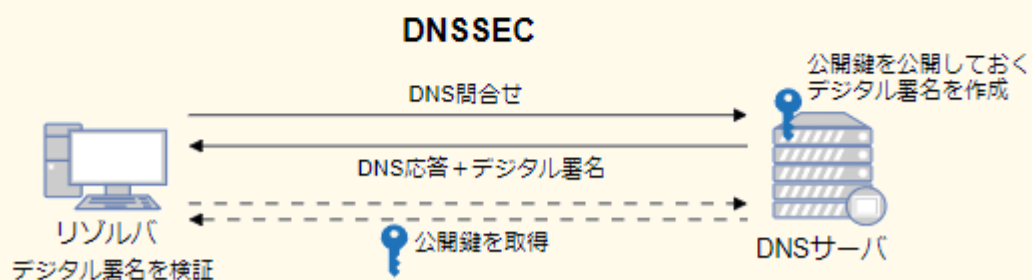 DNSSEC
公開鍵を公開しておく
デジタル署名を作成
DNS問合せ
DNS応答+デジタル署名
公開鍵を取得
リゾルバ
デジタル署名を検証
DNSサーバ